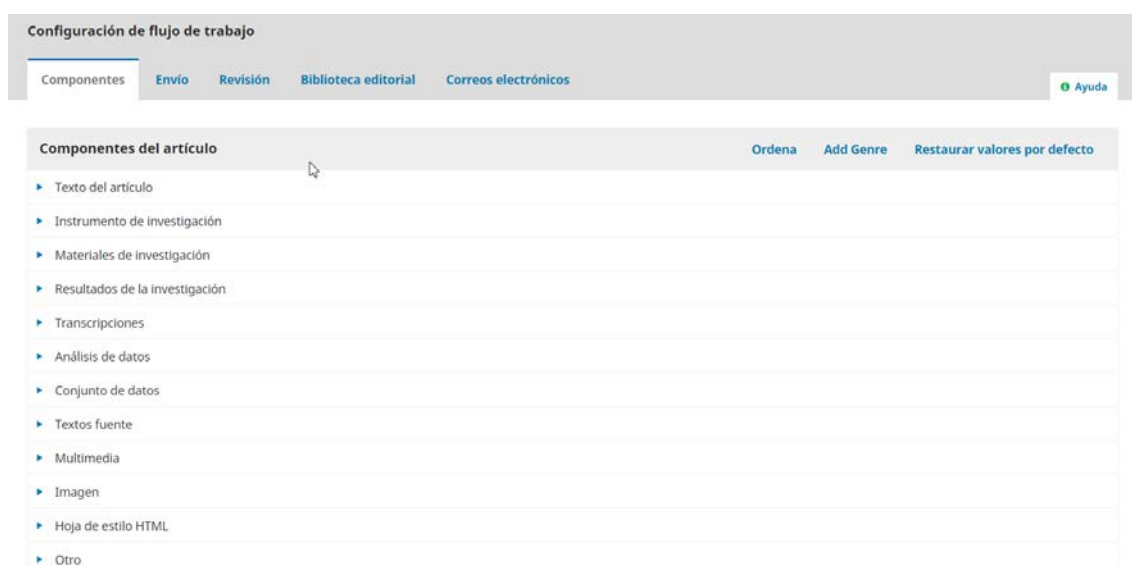 Configuración de flujo de trabajo
Componentes Envío Revisión Biblioteca editorial Correos electrónicos
Ayuda
Componentes del artículo Ordena Add Genre Restaurar valores por defecto
Texto del artículo
Instrumento de investigación
Materiales de investigación
Resultados de la investigación
Transcripciones
Análisis de datos
Conjunto de datos
Textos fuente
Multimedia
Imagen
Hoja de estilo HTML
Otro